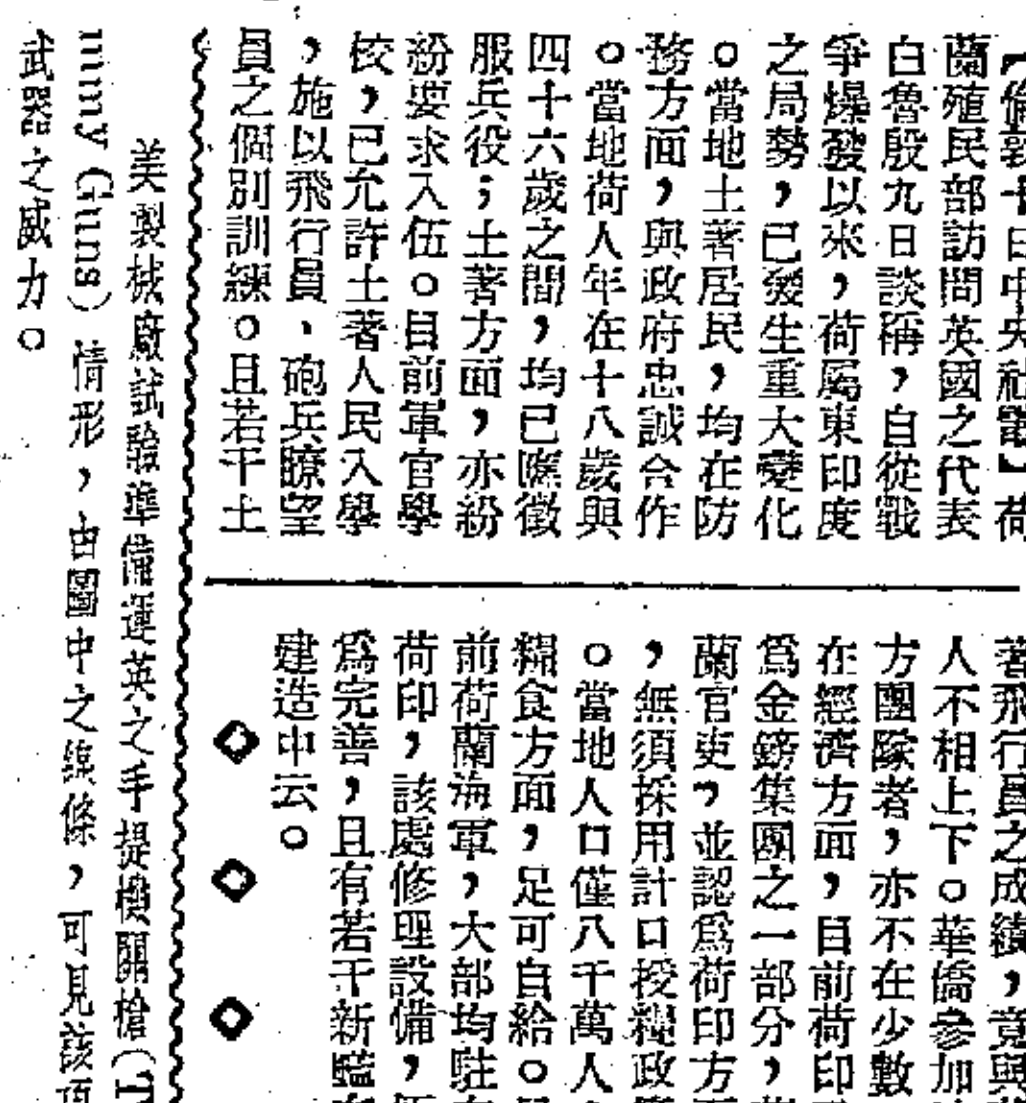 【倫敦十日中央社電】荷
蘭殖民部訪問英國之代表
白魯殷九日談稱，自從戰
爭爆發以來，荷屬東印度
之局勢，已發生重大變化
。當地土著居民，均在防
務方面，與政府忠誠合作
。當地荷人年在十八歲與
四十六歲之間，均已應徵
服兵役；土著方面，亦紛
紛要求入伍。目前軍官學
校，已允許土著人民入學
，施以飛行員、砲兵瞭望
員之個別訓練。且若干土
著飛行員之成績，竟與
人不相上下。華僑參加
方團隊者，亦不在少數
在經濟方面，目前荷印
為金鎊集團之一部分，
蘭官吏，並認為荷印方
，無須採用計口授糧政
。當地人口僅八千萬人
糧食方面，足可自給。
前荷蘭海軍，大部均駐
荷印，該處修理設備，
為完善，且有若干新艦
建造中云。
◇ ◇ ◇
美製械廠試驗準備運英之手提機關槍（T
ommy Guns）情形，由圖中之線條，可見該項
武器之威力。